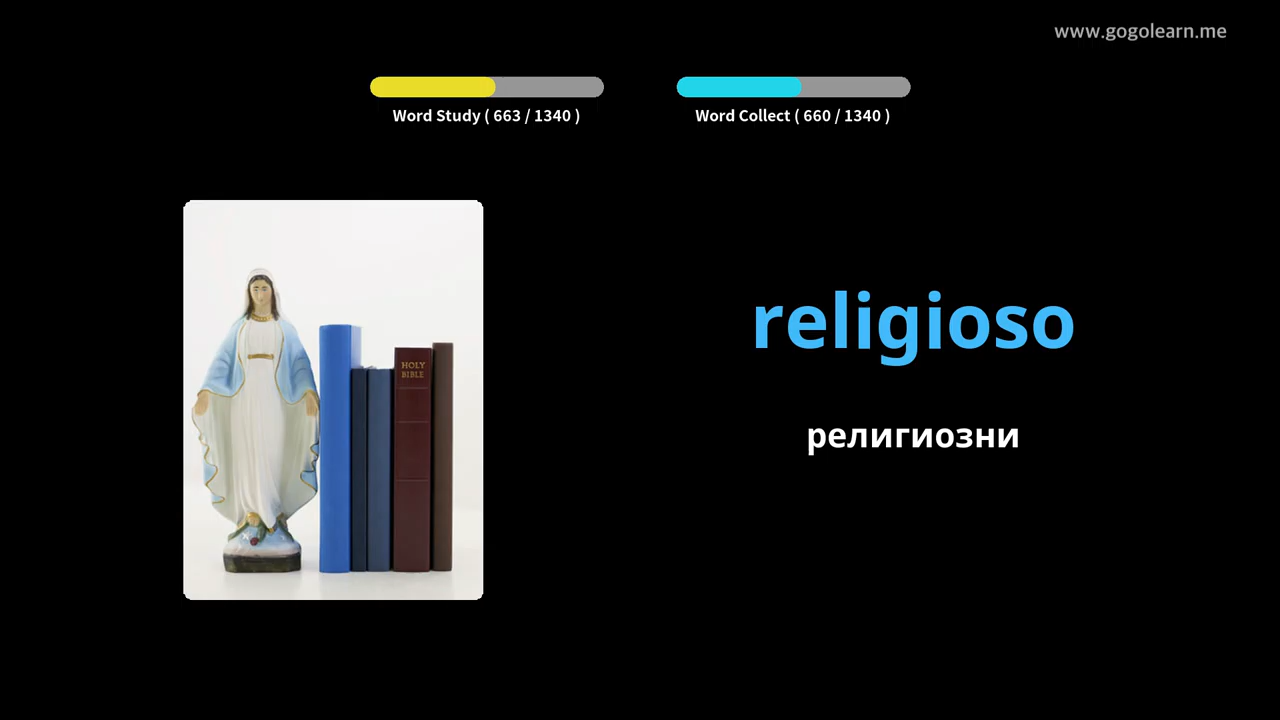 www.gogolearn.me
Word Study ( 663 / 1340 )
Word Collect ( 660 / 1340 )
HOLY
BIBLE
religioso
религиозни